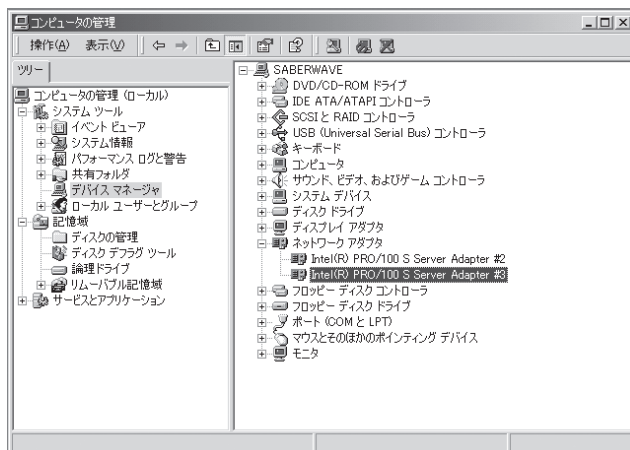 コンピュータの管理
操作(A) 表示(V)
ツリー
コンピュータの管理 (ローカル)
システム ツール
イベント ビューア
システム情報
パフォーマンス ログと警告
共有フォルダ
デバイス マネージャ
ローカル ユーザーとグループ
記憶域
ディスクの管理
ディスク デフラグ ツール
論理ドライブ
リムーバブル記憶域
サービスとアプリケーション
SABERWAVE
DVD/CD-ROM ドライブ
IDE ATA/ATAPI コントローラ
SCSI と RAID コントローラ
USB (Universal Serial Bus) コントローラ
キーボード
コンピュータ
サウンド、ビデオ、およびゲーム コントローラ
システム デバイス
ディスク ドライブ
ディスプレイ アダプタ
ネットワーク アダプタ
Intel(R) PRO/100 S Server Adapter #2
Intel(R) PRO/100 S Server Adapter #3
フロッピー ディスク コントローラ
フロッピー ディスク ドライブ
ポート (COM と LPT)
マウスとそのほかのポインティング デバイス
モニタ